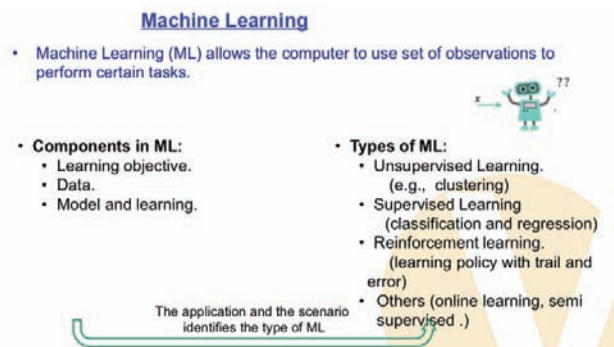 Machine Learning
• Machine Learning (ML) allows the computer to use set of observations to
perform certain tasks.
??
x
• Components in ML:
• Learning objective.
• Data.
• Model and learning.
• Types of ML:
• Unsupervised Learning.
(e.g., clustering)
• Supervised Learning
(classification and regression)
• Reinforcement learning.
(learning policy with trail and
error)
• Others (online learning, semi
supervised .)
The application and the scenario
identifies the type of ML